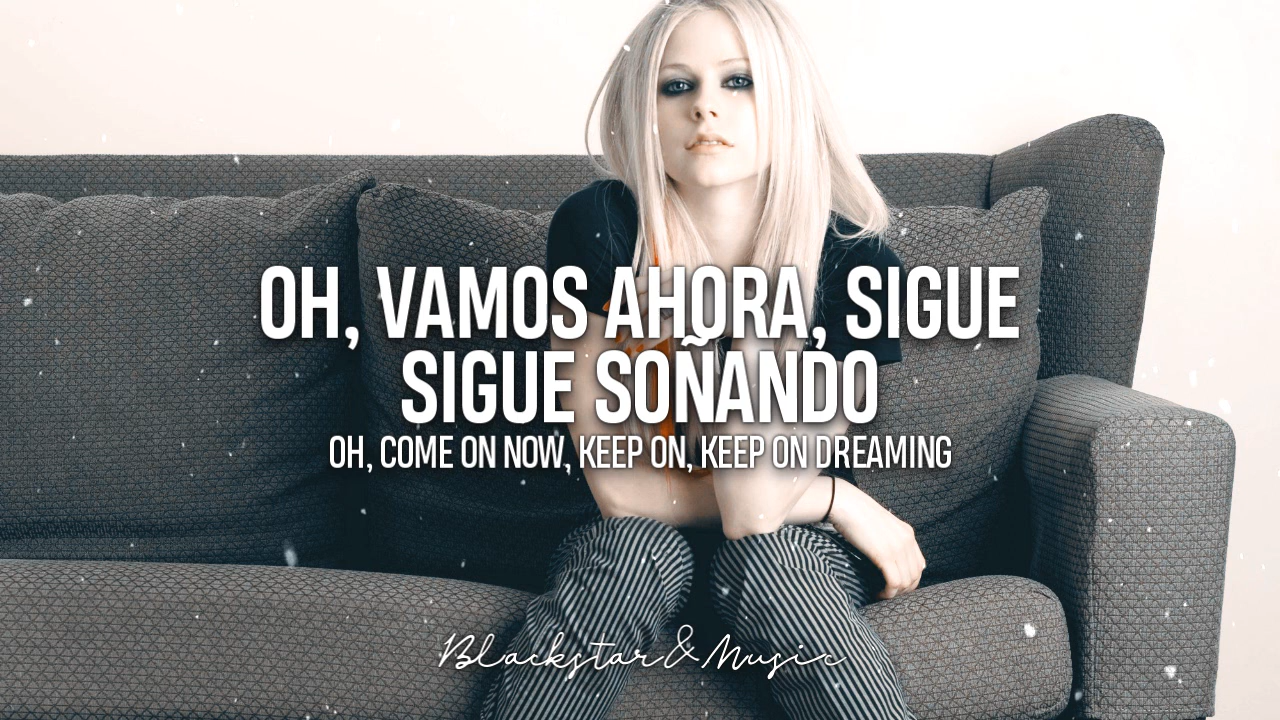 OH, VAMOS AHORA, SIGUE
SIGUE SOÑANDO
OH, COME ON NOW, KEEP ON, KEEP ON DREAMING
Blackstar&Music